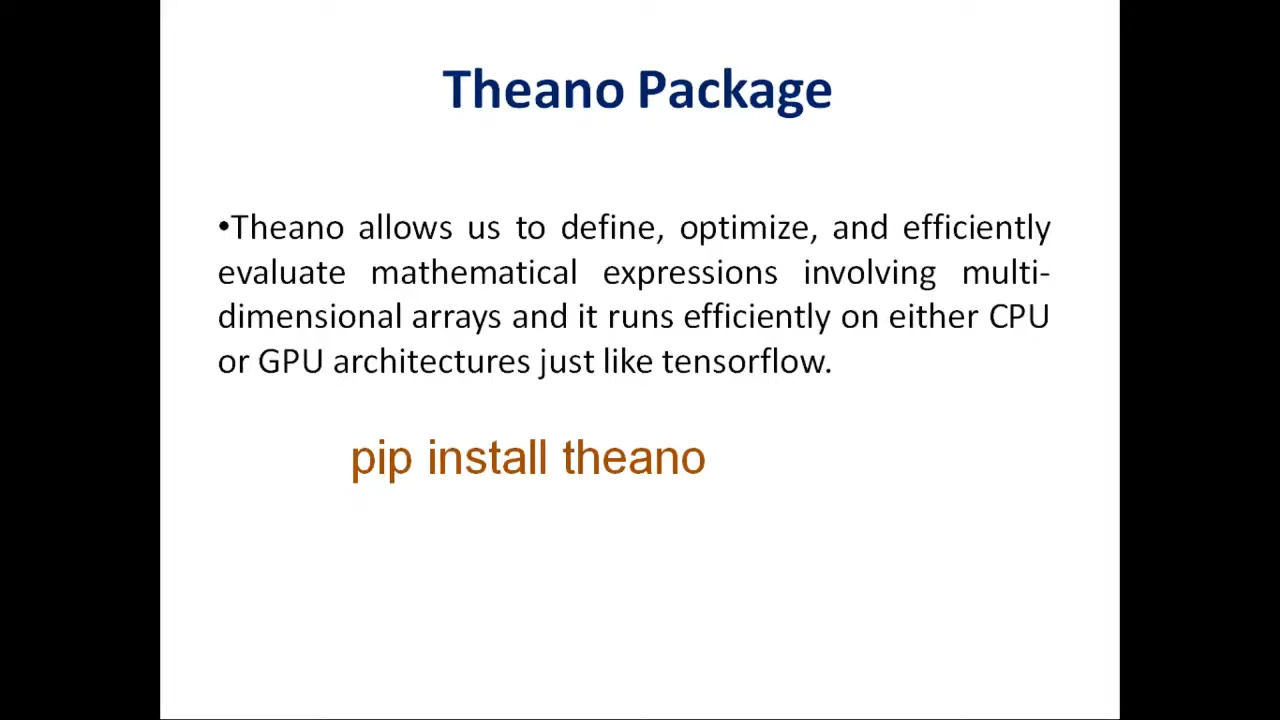 Theano Package
•Theano allows us to define, optimize, and efficiently
evaluate mathematical expressions involving multi-
dimensional arrays and it runs efficiently on either CPU
or GPU architectures just like tensorflow.
pip install theano